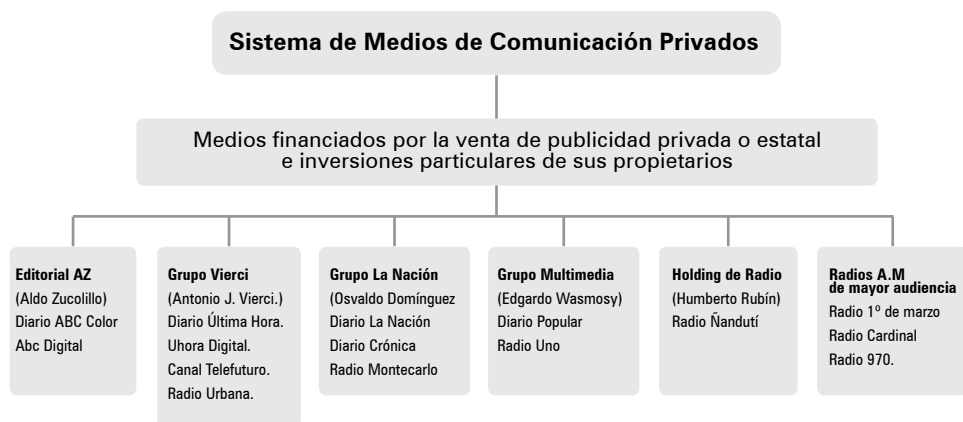 Sistema de Medios de Comunicación Privados
Medios financiados por la venta de publicidad privada o estatal
e inversiones particulares de sus propietarios
Editorial AZ
(Aldo Zucolillo)
Diario ABC Color
Abc Digital
Grupo Vierci
(Antonio J. Vierci.)
Diario Última Hora.
Uhora Digital.
Canal Telefuturo.
Radio Urbana.
Grupo La Nación
(Osvaldo Domínguez
Diario La Nación
Diario Crónica
Radio Montecarlo
Grupo Multimedia
(Edgardo Wasmosy)
Diario Popular
Radio Uno
Holding de Radio
(Humberto Rubín)
Radio Ñandutí
Radios A.M
de mayor audiencia
Radio 1º de marzo
Radio Cardinal
Radio 970.